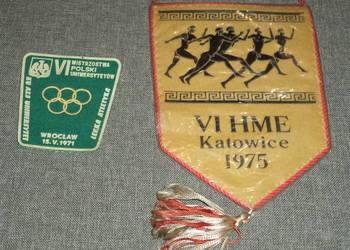 VI MISTRZOSTWA
POLSKI
UNIWERSYTETÓW
LEKKA ATLETYKA
WROCŁAW
15.V.1971
VI HME
Katowice
1975